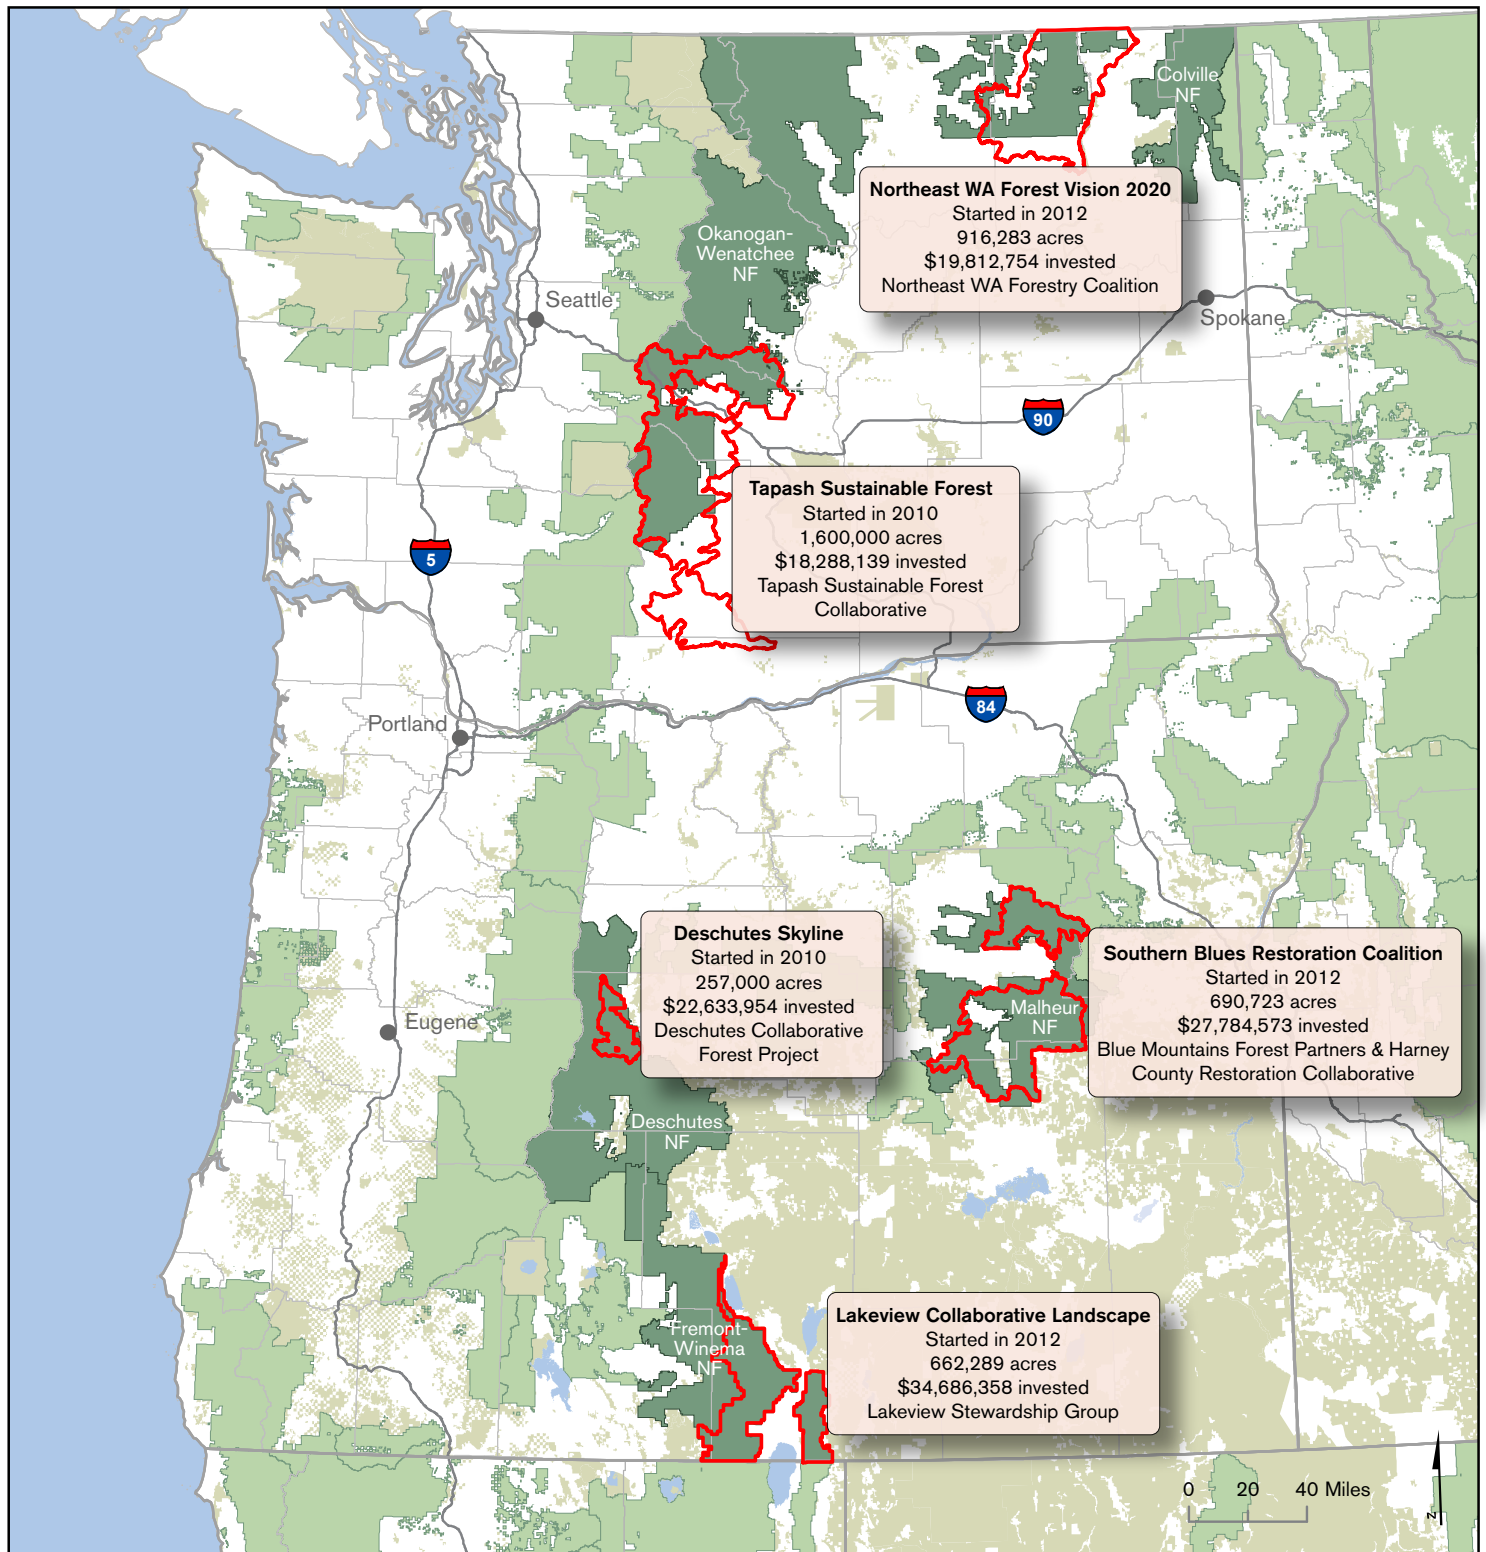 Colville
NF
Northeast WA Forest Vision 2020
Started in 2012
916,283 acres
$19,812,754 invested
Northeast WA Forestry Coalition
Okanogan-
Wenatchee
NF
Seattle
Spokane
90
Tapash Sustainable Forest
Started in 2010
1,600,000 acres
$18,288,139 invested
Tapash Sustainable Forest
Collaborative
5
84
Portland
Deschutes Skyline
Started in 2010
257,000 acres
$22,633,954 invested
Deschutes Collaborative
Forest Project
Southern Blues Restoration Coalition
Started in 2012
690,723 acres
$27,784,573 invested
Blue Mountains Forest Partners & Harney
County Restoration Collaborative
Malheur
NF
Eugene
Deschutes
NF
Lakeview Collaborative Landscape
Started in 2012
662,289 acres
$34,686,358 invested
Lakeview Stewardship Group
Fremont-
Winema
NF
0 20 40 Miles
N